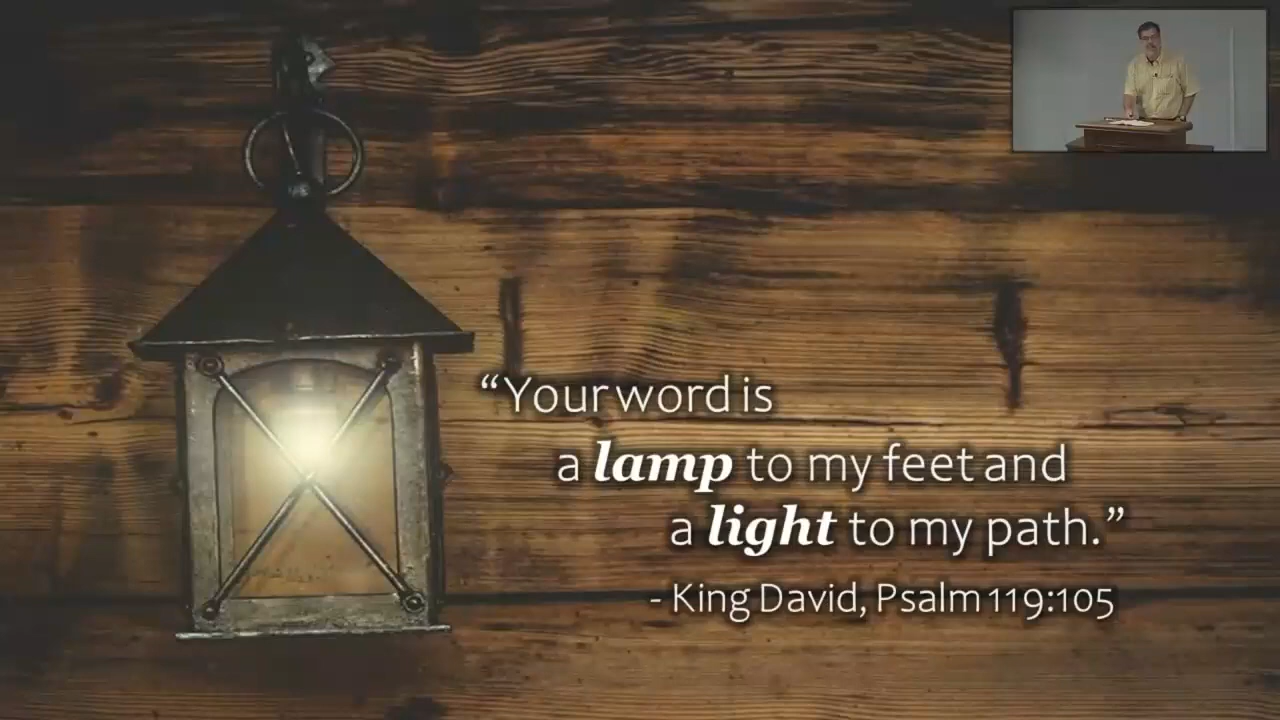 “Your word is
a lamp to my feet and
a light to my path.”
- King David, Psalm 119:105